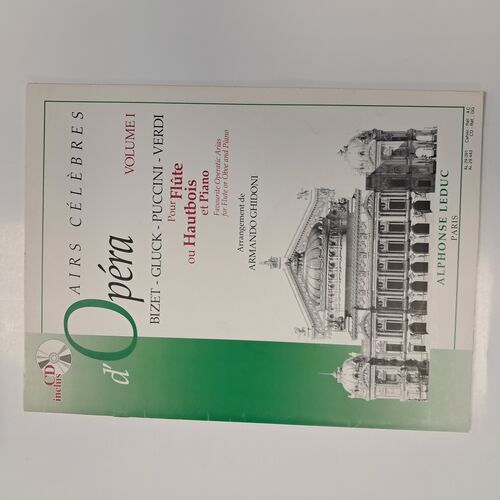 AIRS CÉLÈBRES
d'Opéra
VOLUME I
BIZET - GLUCK - PUCCINI - VERDI
Pour Flûte
ou Hautbois
et Piano
Favourite Operatic Arias
for Flute or Oboe and Piano
Arrangement de
ARMANDO GHIDONI
CD
inclus
ALPHONSE LEDUC
PARIS